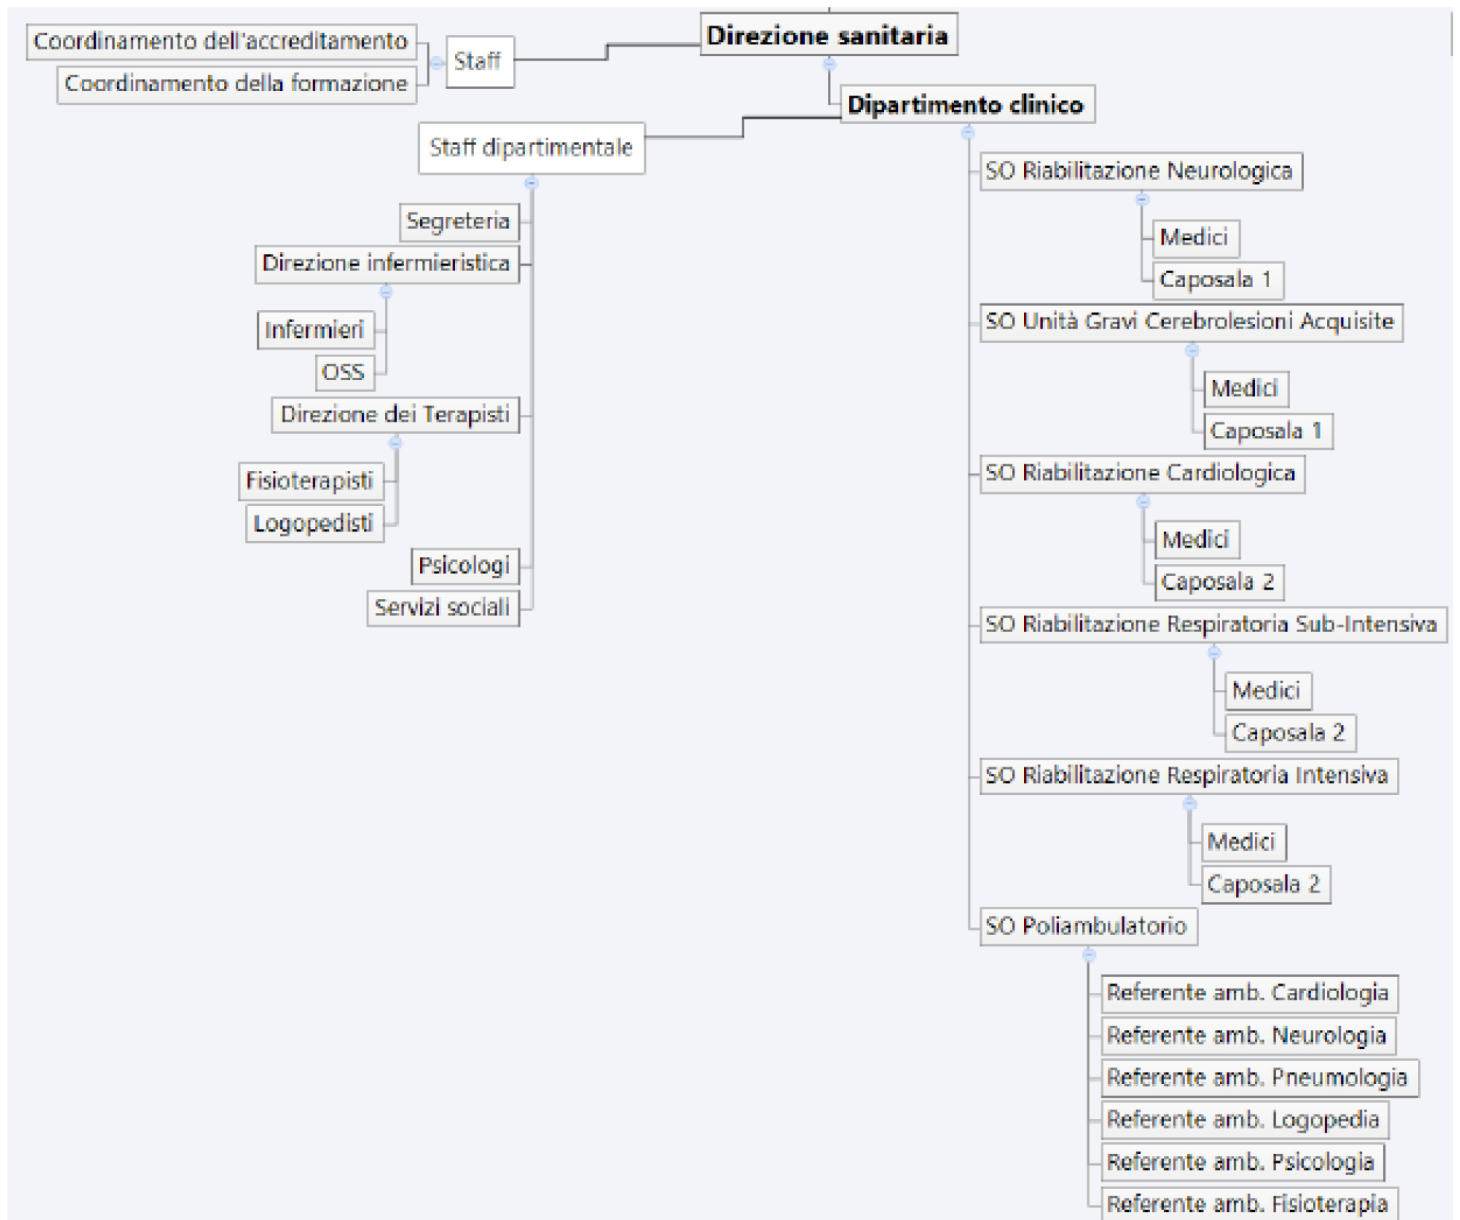 Direzione sanitaria
Coordinamento dell'accreditamento
Staff
Coordinamento della formazione
Dipartimento clinico
Staff dipartimentale
Segreteria
Direzione infermieristica
Infermieri
OSS
Direzione dei Terapisti
Fisioterapisti
Logopedisti
Psicologi
Servizi sociali
SO Riabilitazione Neurologica
Medici
Caposala 1
SO Unità Gravi Cerebrolesioni Acquisite
Medici
Caposala 1
SO Riabilitazione Cardiologica
Medici
Caposala 2
SO Riabilitazione Respiratoria Sub-Intensiva
Medici
Caposala 2
SO Riabilitazione Respiratoria Intensiva
Medici
Caposala 2
SO Poliambulatorio
Referente amb. Cardiologia
Referente amb. Neurologia
Referente amb. Pneumologia
Referente amb. Logopedia
Referente amb. Psicologia
Referente amb. Fisioterapia